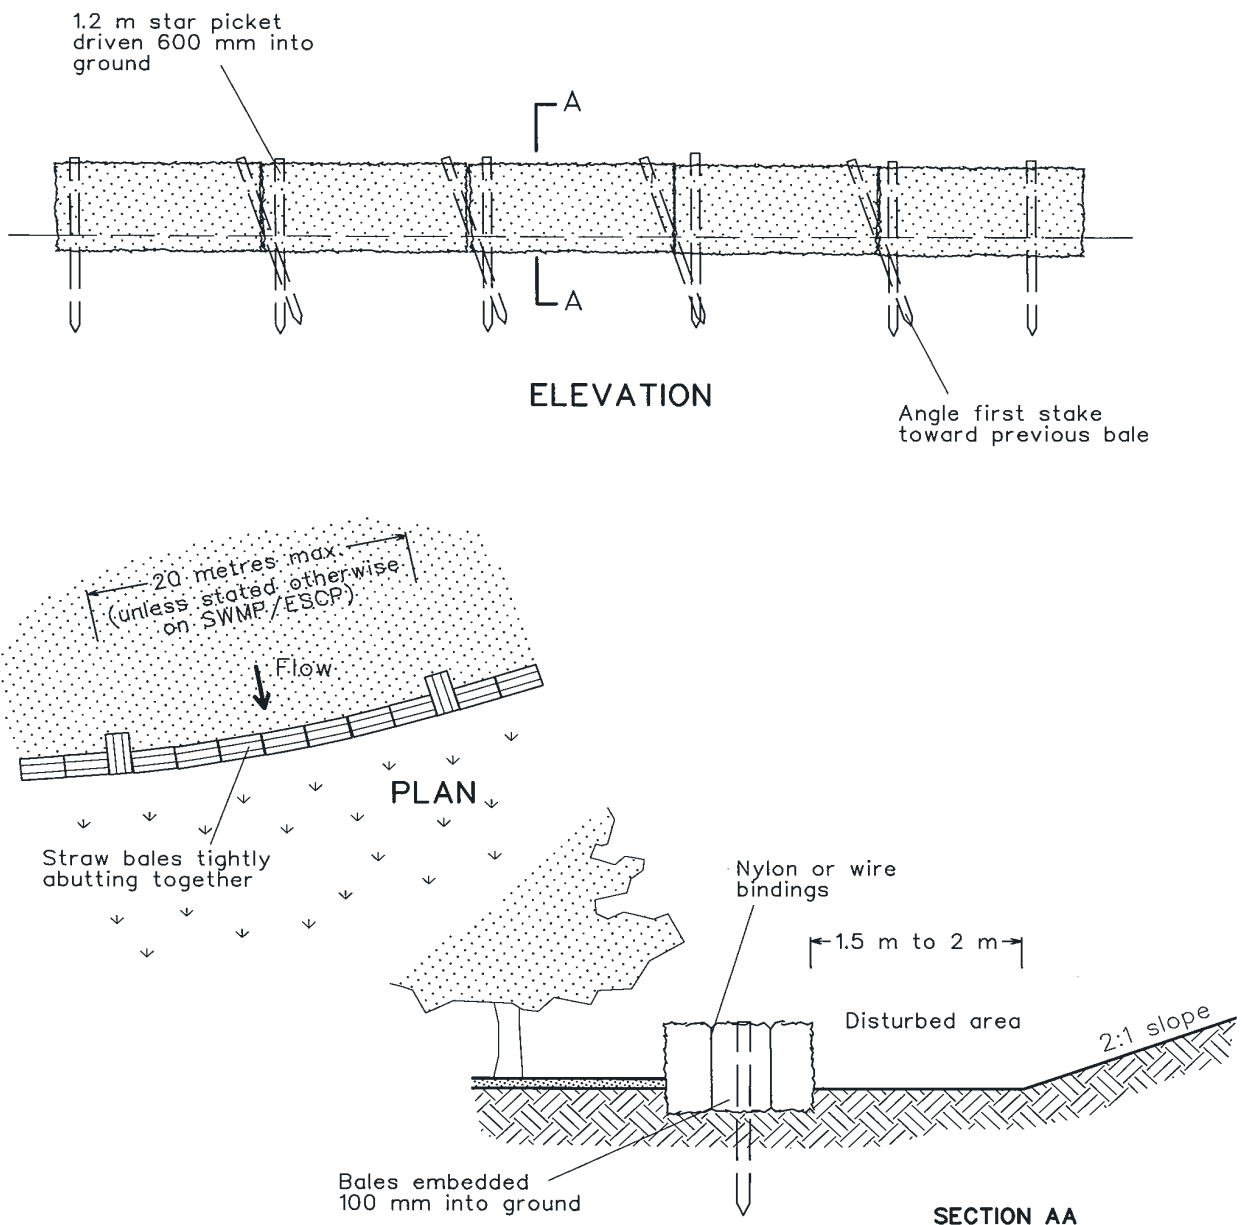 1.2 m star picket
driven 600 mm into
ground
A
A
ELEVATION
Angle first stake
toward previous bale
20 metres max.
(unless stated otherwise
on SWMP/ESCP)
Flow
PLAN
Straw bales tightly
abutting together
Nylon or wire
bindings
1.5 m to 2 m
Disturbed area
2:1 slope
Bales embedded
100 mm into ground
SECTION AA